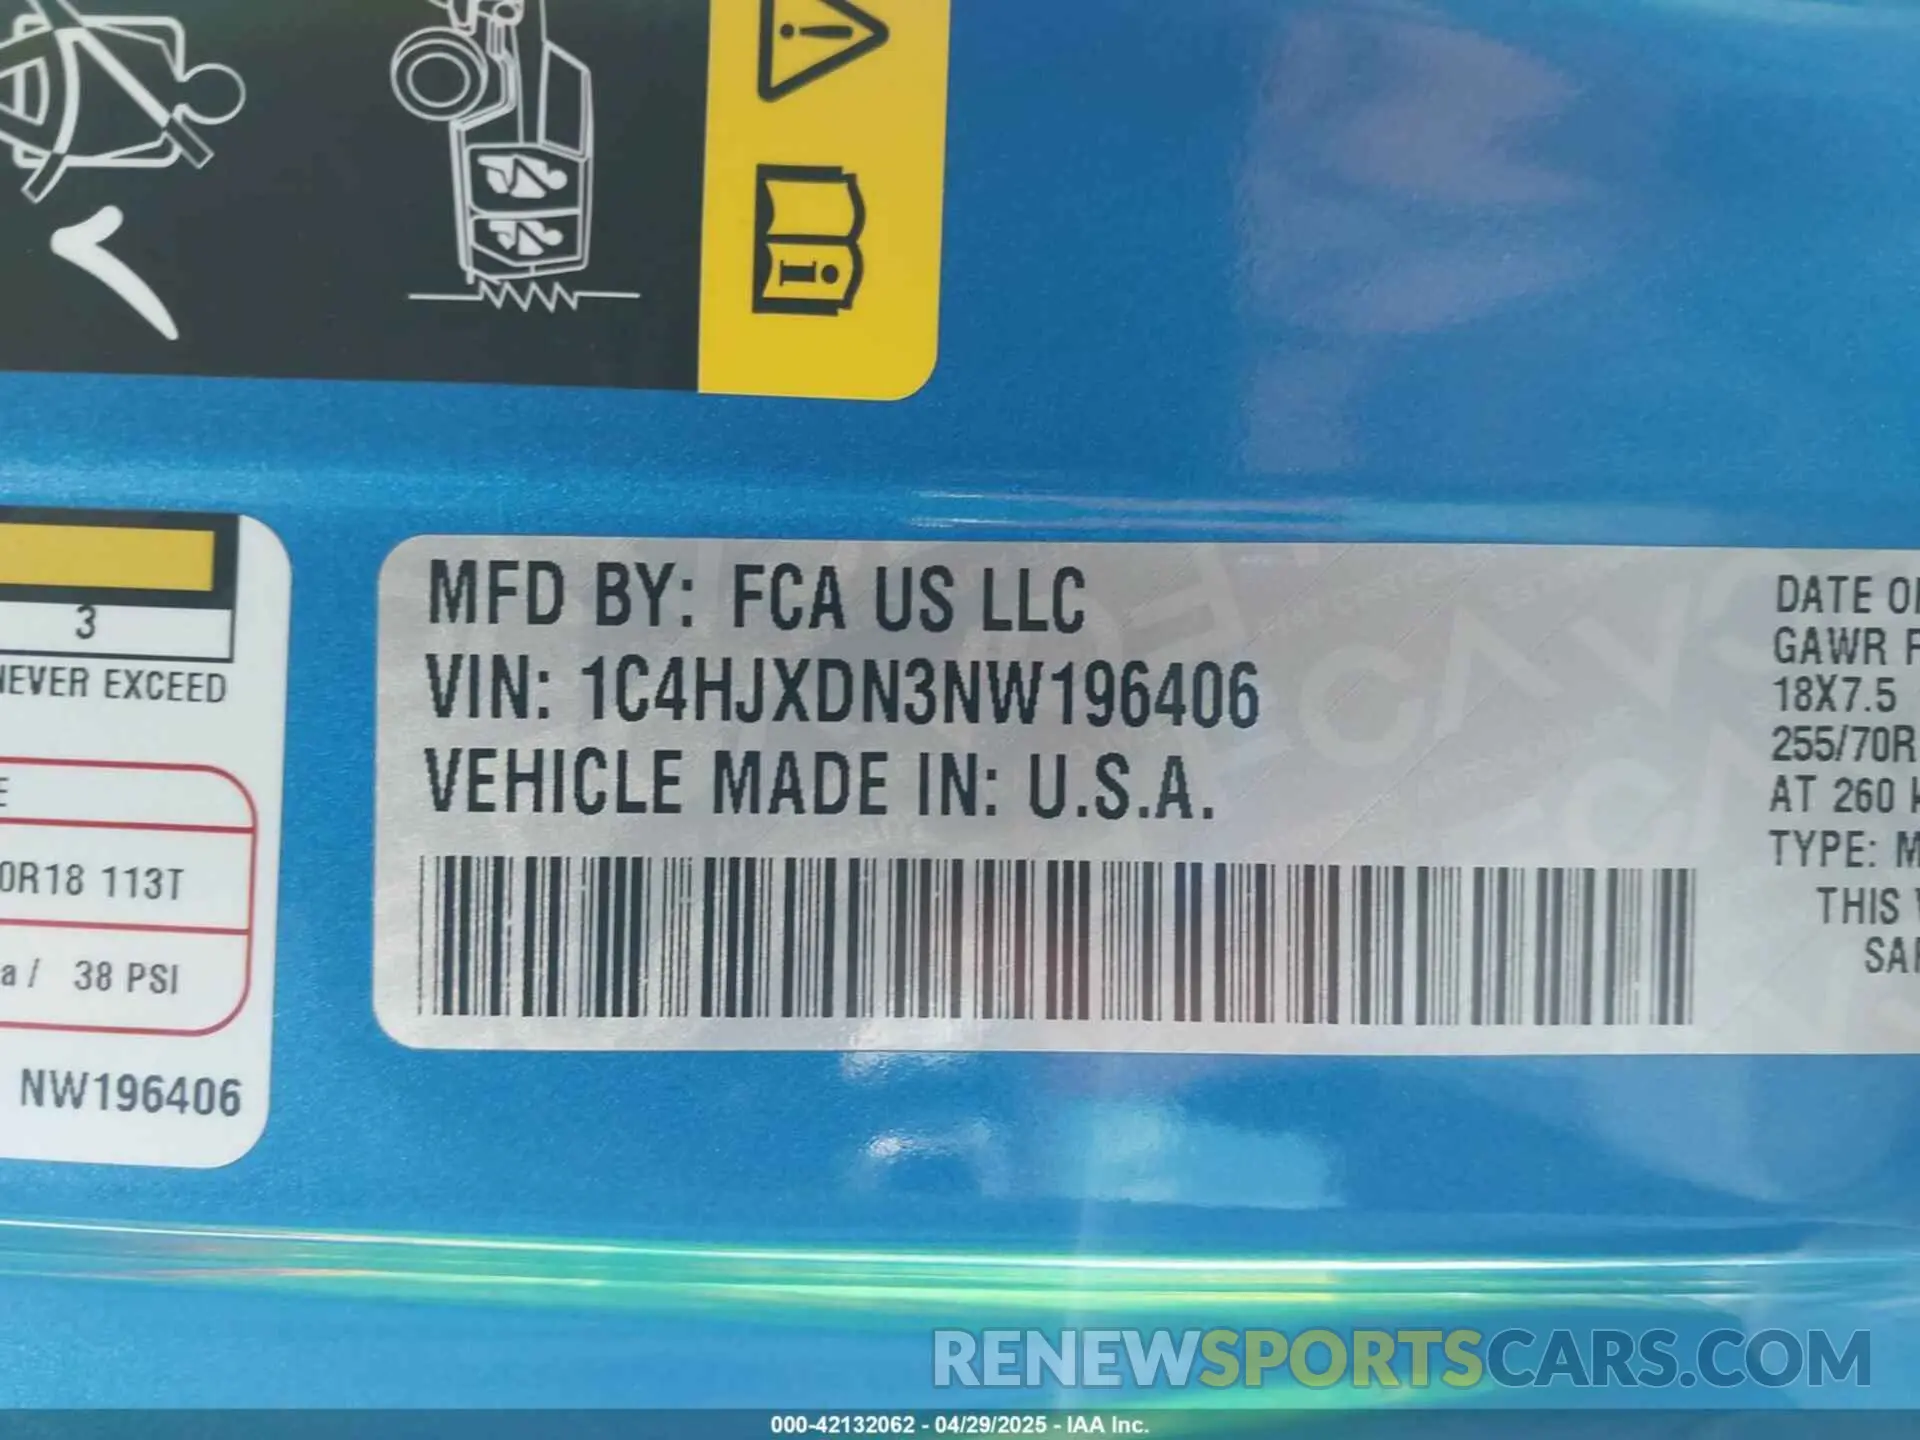 3
NEVER EXCEED
0R18 113T
38 PSI
NW196406
MFD BY: FCA US LLC
VIN: 1C4HJXDN3NW196406
VEHICLE MADE IN: U.S.A.
DATE
GAWR
18X7.5
255/70R
AT 260
TYPE:
THIS
RENEWSPORTSCARS.COM
000-42132062 - 04/29/2025 - IAA Inc.